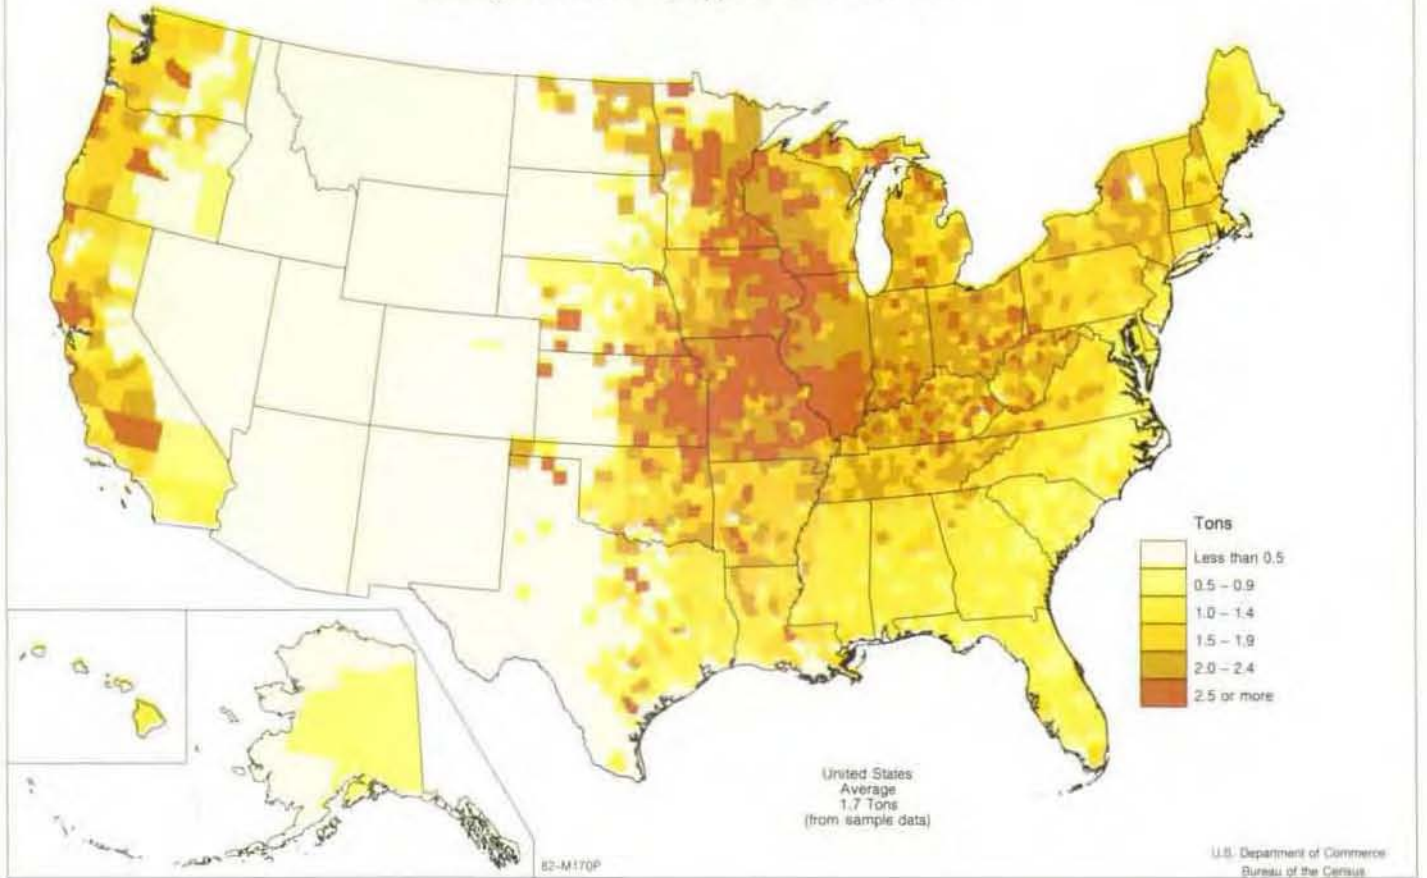 Tons
Less than 0.5
0.5 – 0.9
1.0 – 1.4
1.5 – 1.9
2.0 – 2.4
2.5 or more
United States
Average
1.7 Tons
(from sample data)
82-M170P
U.S. Department of Commerce
Bureau of the Census